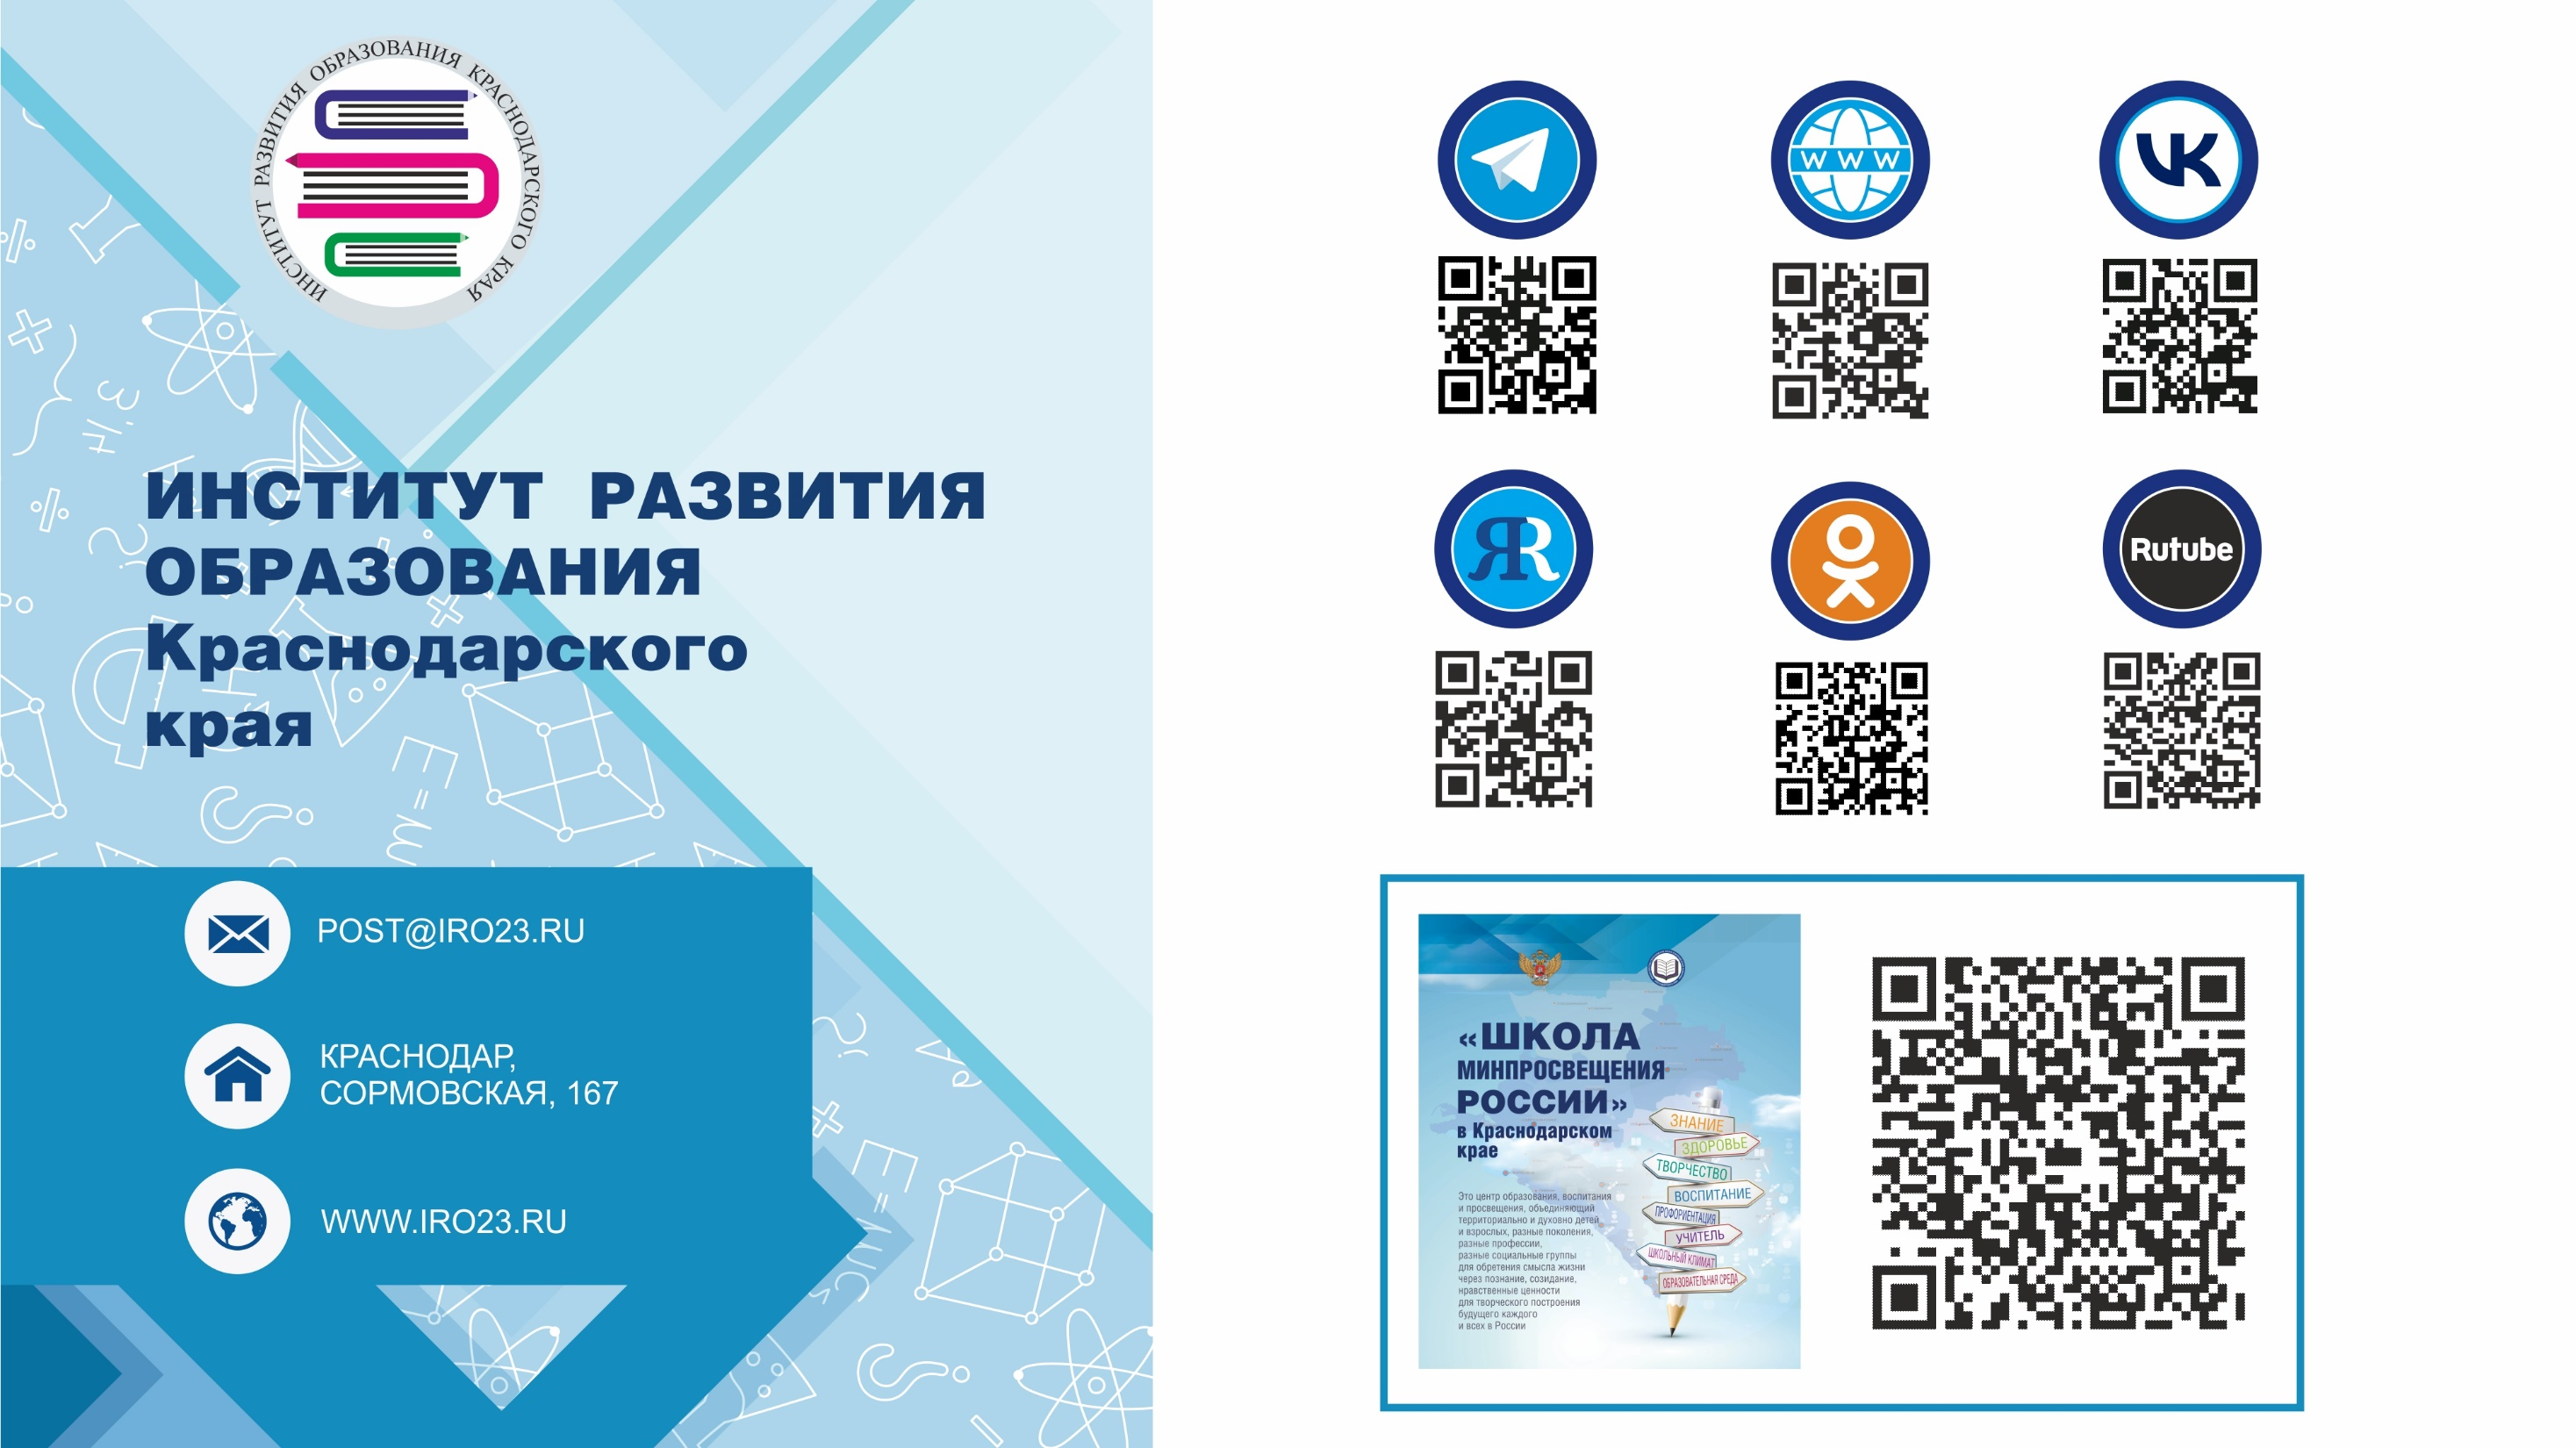 ИНСТИТУТ РАЗВИТИЯ ОБРАЗОВАНИЯ КРАСНОДАРСКОГО КРАЯ
ИНСТИТУТ РАЗВИТИЯ
ОБРАЗОВАНИЯ
Краснодарского
края
POST@IRO23.RU
КРАСНОДАР,
СОРМОВСКАЯ, 167
WWW.IRO23.RU
WWW
VK
ЯR
Rutube
«ШКОЛА
МИНПРОСВЕЩЕНИЯ
РОССИИ»
в Краснодарском
крае
Это центр образования, воспитания
и просвещения, объединяющий
территориально и духовно детей
и взрослых, разные поколения,
разные профессии,
разные социальные группы
для обретения смысла жизни
через познание, созидание,
нравственные ценности
для творческого построения
будущего каждого
и всех в России
ЗНАНИЕ
ЗДОРОВЬЕ
ТВОРЧЕСТВО
ВОСПИТАНИЕ
ПРОФОРИЕНТАЦИЯ
УЧИТЕЛЬ
ШКОЛЬНЫЙ КЛИМАТ
ОБРАЗОВАТЕЛЬНАЯ СРЕДА